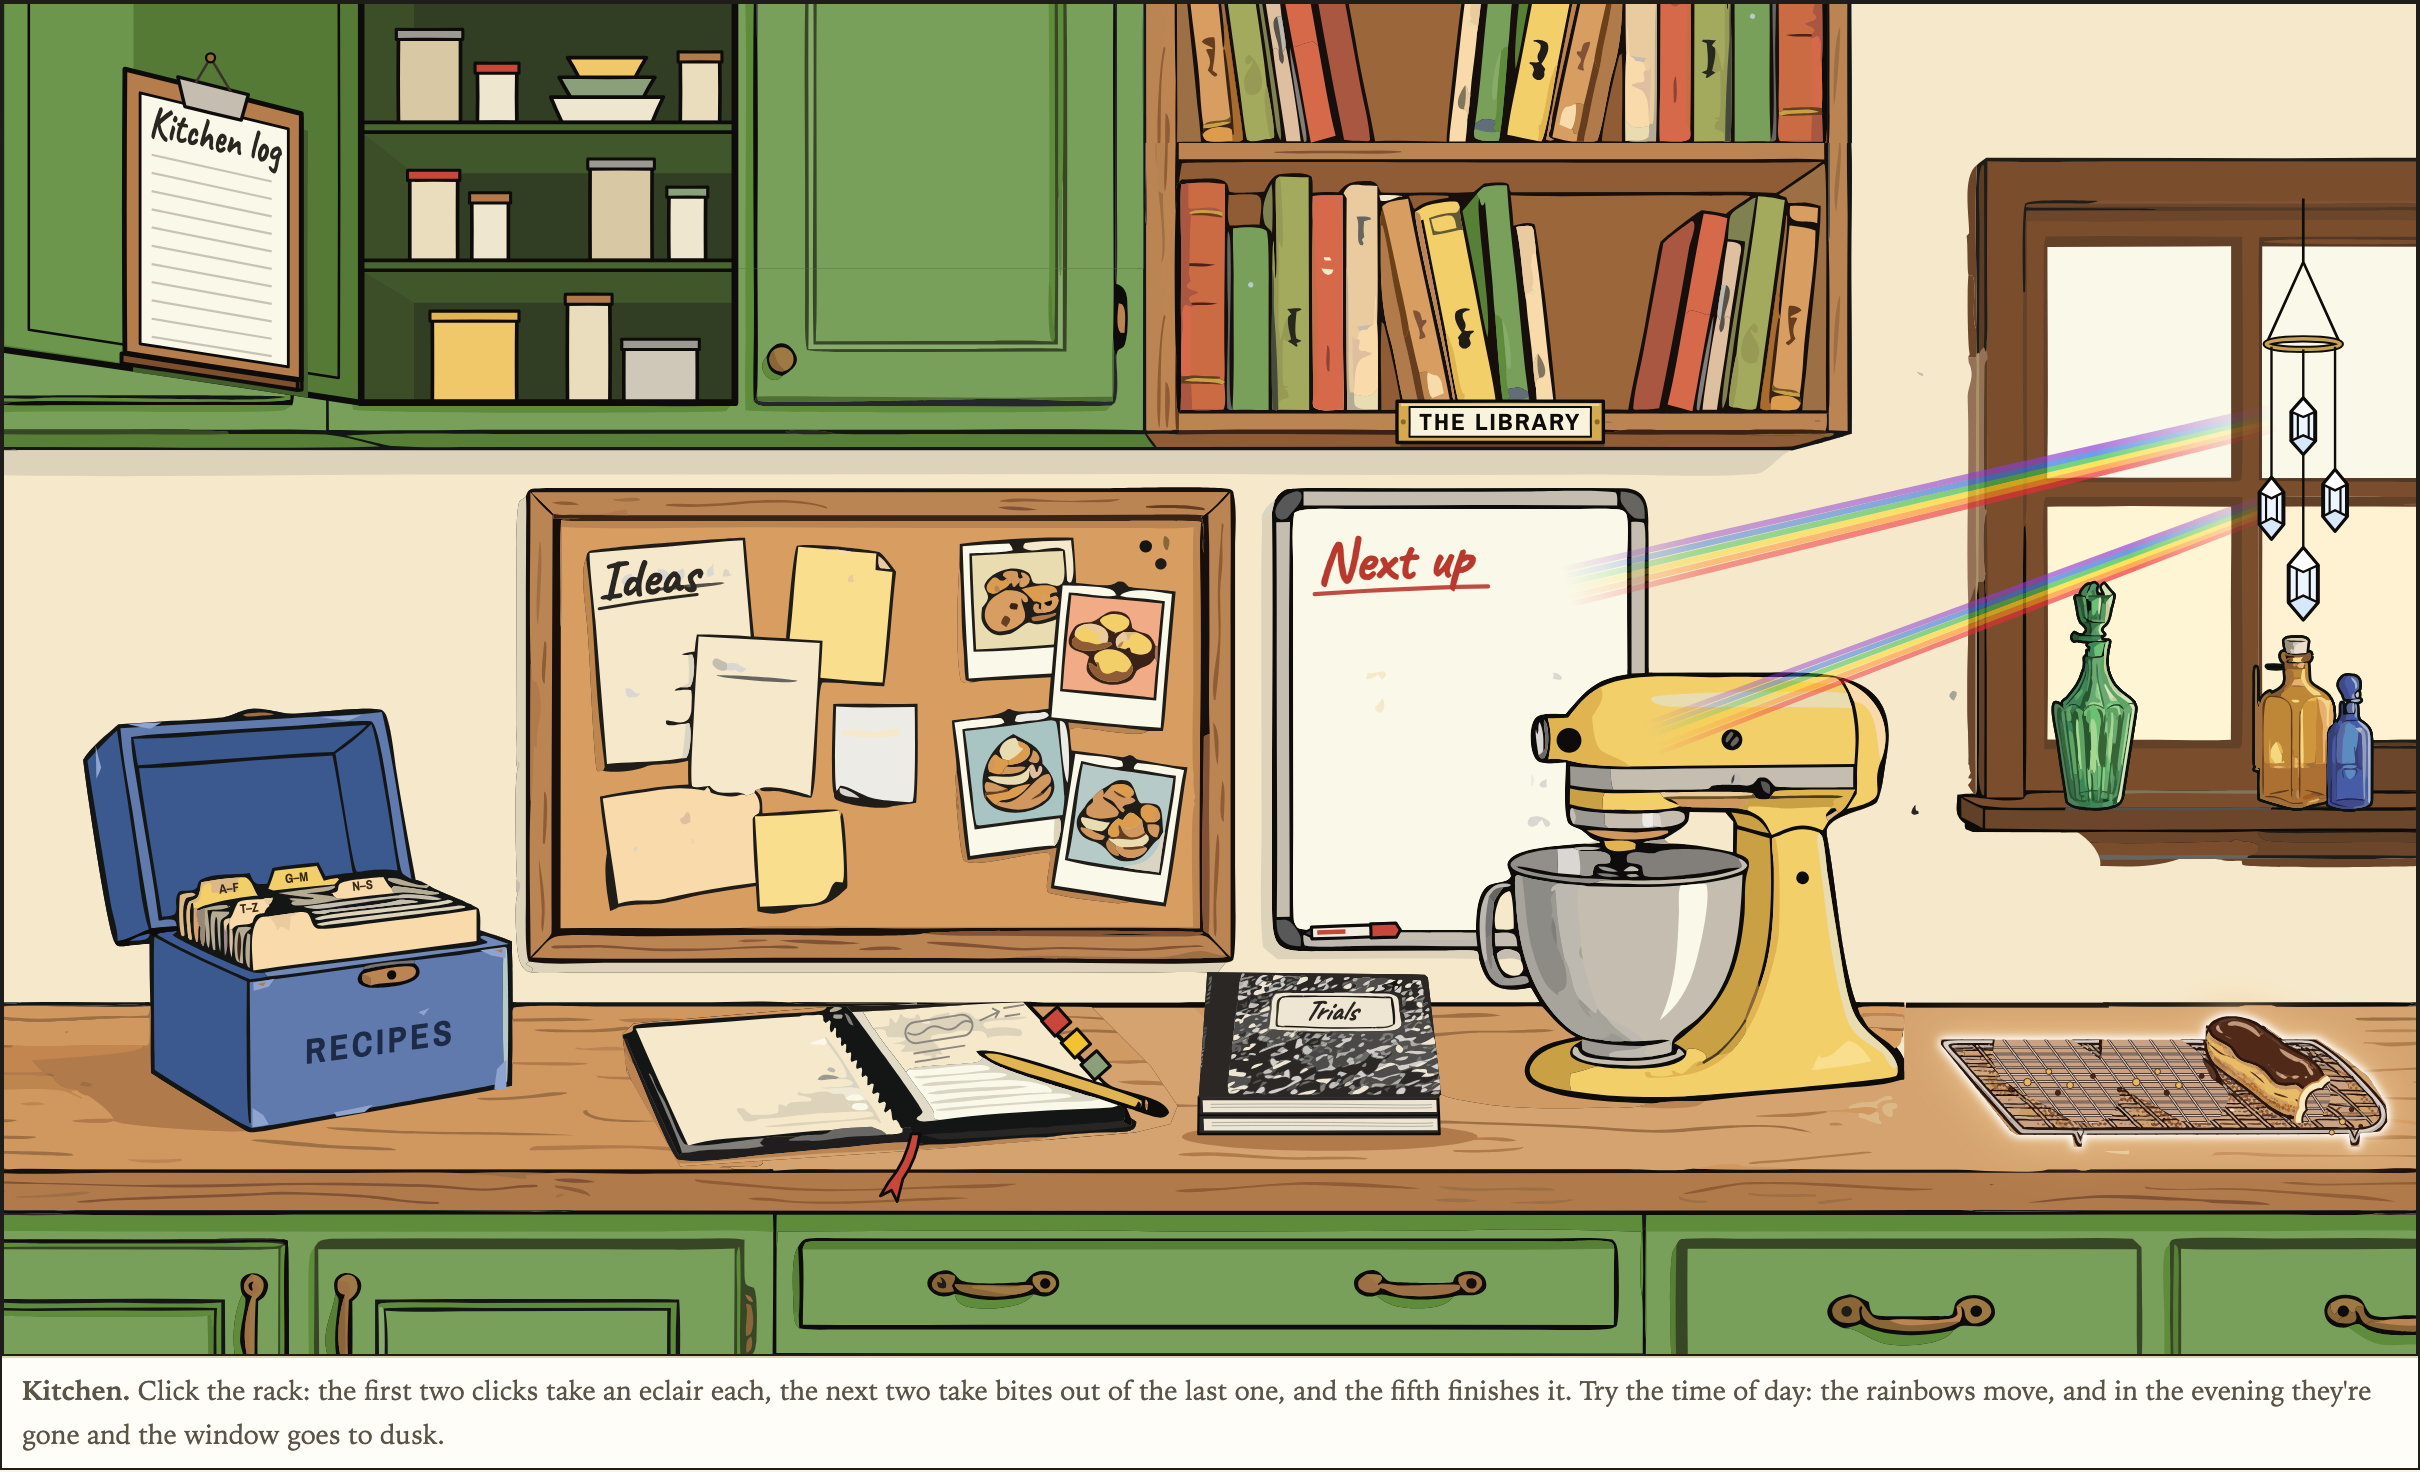 Kitchen log
THE LIBRARY
Ideas
Next up
A–F
G–M
N–S
T–Z
RECIPES
Trials
Kitchen. Click the rack: the first two clicks take an eclair each, the next two take bites out of the last one, and the fifth finishes it. Try the time of day: the rainbows move, and in the evening they're
gone and the window goes to dusk.